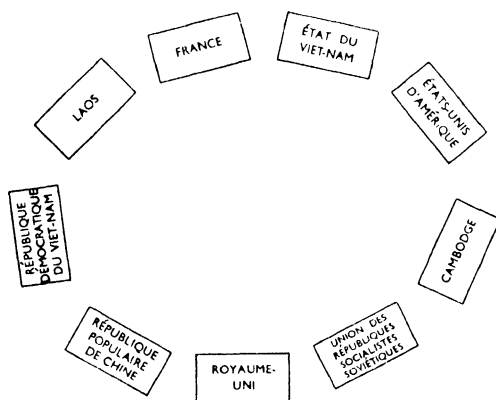 FRANCE
ÉTAT DU
VIET-NAM
ÉTATS-UNIS
D'AMÉRIQUE
CAMBODGE
UNION DES
RÉPUBLIQUES
SOCIALISTES
SOVIÉTIQUES
ROYAUME-
UNI
RÉPUBLIQUE
POPULAIRE
DE CHINE
RÉPUBLIQUE
DÉMOCRATIQUE
DU VIET-NAM
LAOS